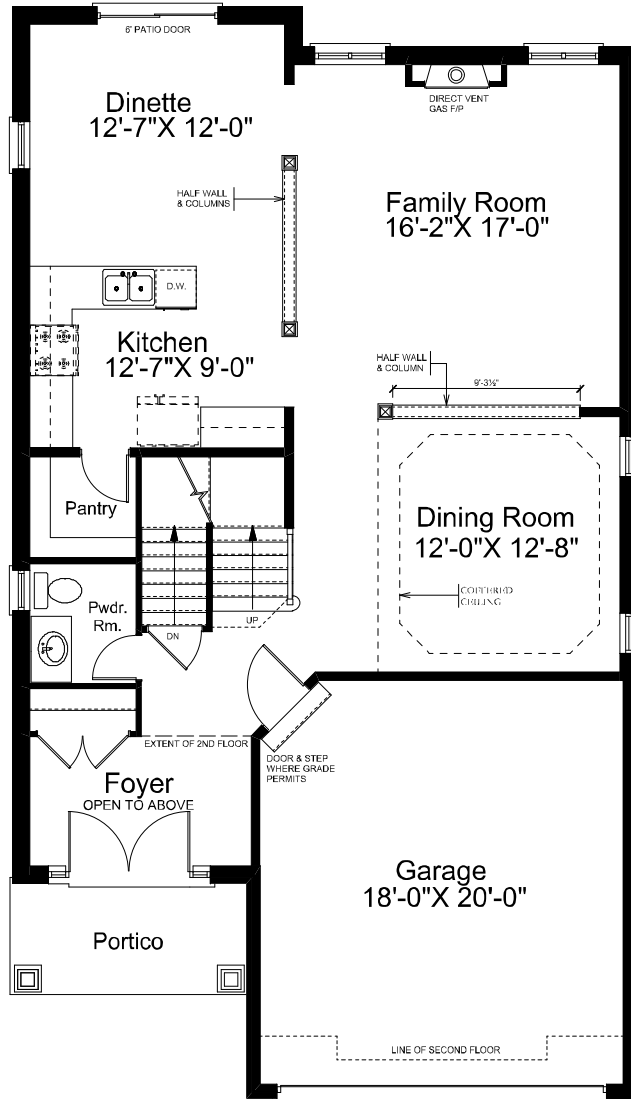 6' PATIO DOOR
Dinette
12'-7"X 12'-0"
DIRECT VENT
GAS F/P
HALF WALL
& COLUMNS
Family Room
16'-2"X 17'-0"
D.W.
Kitchen
12'-7"X 9'-0"
HALF WALL
& COLUMN
9'-3½"
Pantry
Dining Room
12'-0"X 12'-8"
COFFERED
CEILING
Pwdr.
Rm.
DN
UP
EXTENT OF 2ND FLOOR
DOOR & STEP
WHERE GRADE
PERMITS
Foyer
OPEN TO ABOVE
Garage
18'-0"X 20'-0"
Portico
LINE OF SECOND FLOOR